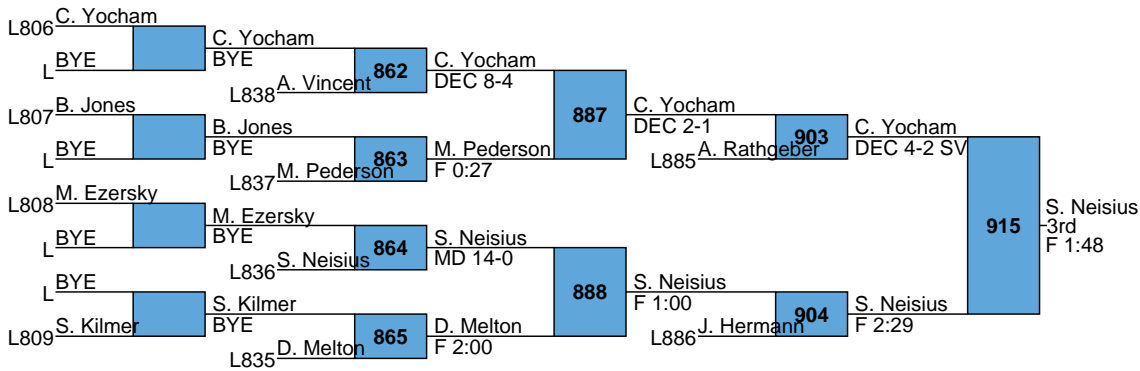 L806 C. Yocham
L BYE
C. Yocham
BYE
L838 A. Vincent
862
C. Yocham
DEC 8-4
L807 B. Jones
L BYE
B. Jones
BYE
L837 M. Pederson
863
M. Pederson
F 0:27
887
C. Yocham
DEC 2-1
L885 A. Rathgeber
903
C. Yocham
DEC 4-2 SV
L808 M. Ezersky
L BYE
M. Ezersky
BYE
L836 S. Neisius
864
S. Neisius
MD 14-0
L BYE
L809 S. Kilmer
S. Kilmer
BYE
L835 D. Melton
865
D. Melton
F 2:00
888
S. Neisius
F 1:00
L886 J. Hermann
904
S. Neisius
F 2:29
915
S. Neisius
3rd
F 1:48